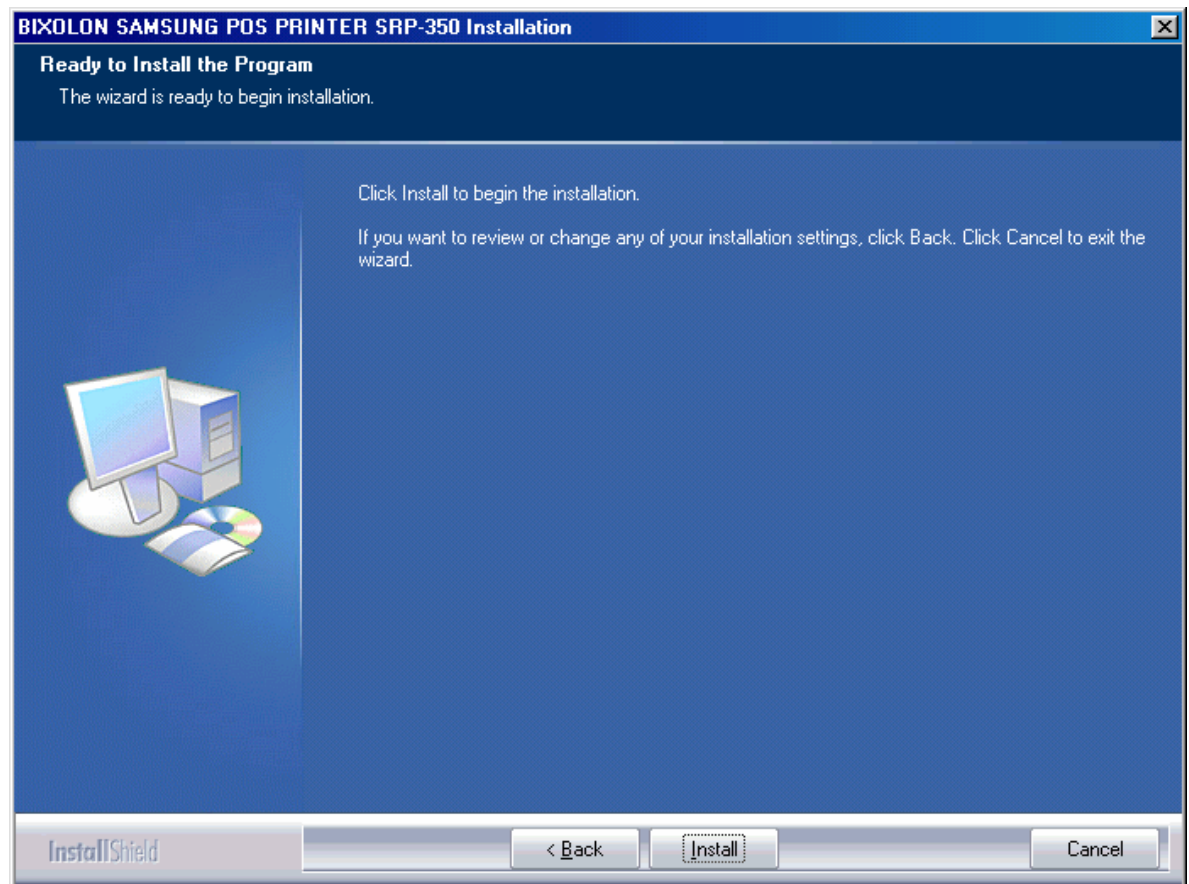 BIXOLON SAMSUNG POS PRINTER SRP-350 Installation
Ready to Install the Program
The wizard is ready to begin installation.
Click Install to begin the installation.
If you want to review or change any of your installation settings, click Back. Click Cancel to exit the
wizard.
InstallShield
< Back
Install
Cancel